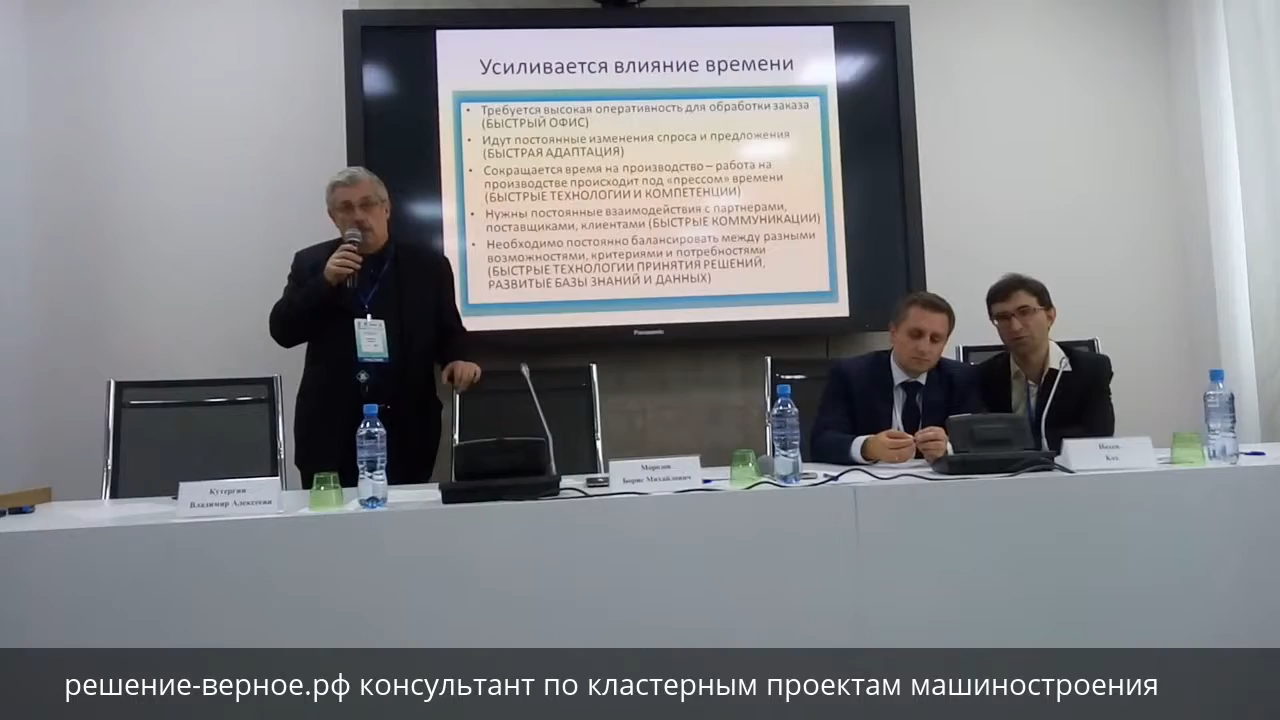 Усиливается влияние времени
• Требуется высокая оперативность для обработки заказа
(БЫСТРЫЙ ОФИС)
• Идут постоянные изменения спроса и предложения
(БЫСТРАЯ АДАПТАЦИЯ)
• Сокращается время на производство – работа на
производстве происходит под «прессом» времени
(БЫСТРЫЕ ТЕХНОЛОГИИ И КОМПЕТЕНЦИИ)
• Нужны постоянные взаимодействия с партнерами,
поставщиками, клиентами (БЫСТРЫЕ КОММУНИКАЦИИ)
• Необходимо постоянно балансировать между разными
возможностями, критериями и потребностями
(БЫСТРЫЕ ТЕХНОЛОГИИ ПРИНЯТИЯ РЕШЕНИЙ,
РАЗВИТЫЕ БАЗЫ ЗНАНИЙ И ДАННЫХ)
Panasonic
Кутергин
Владимир Алексеевич
Морозов
Борис Михайлович
решение-верное.рф консультант по кластерным проектам машиностроения